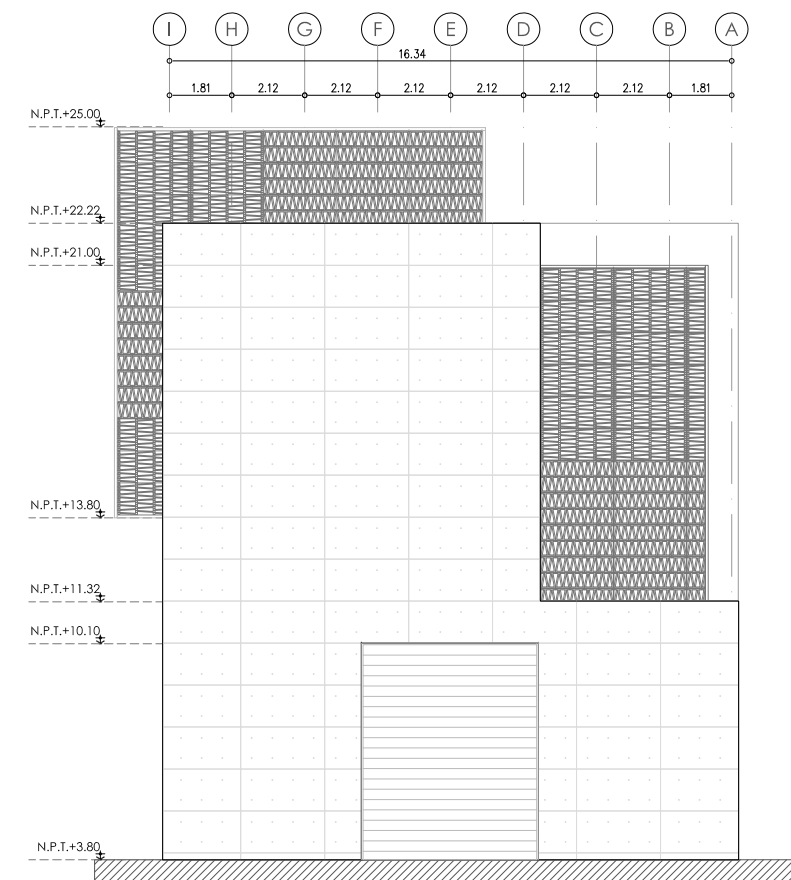 I H G F E D C B A
16.34
1.81 2.12 2.12 2.12 2.12 2.12 2.12 1.81
N.P.T.+25.00
N.P.T.+22.22
N.P.T.+21.00
N.P.T.+13.80
N.P.T.+11.32
N.P.T.+10.10
N.P.T.+3.80